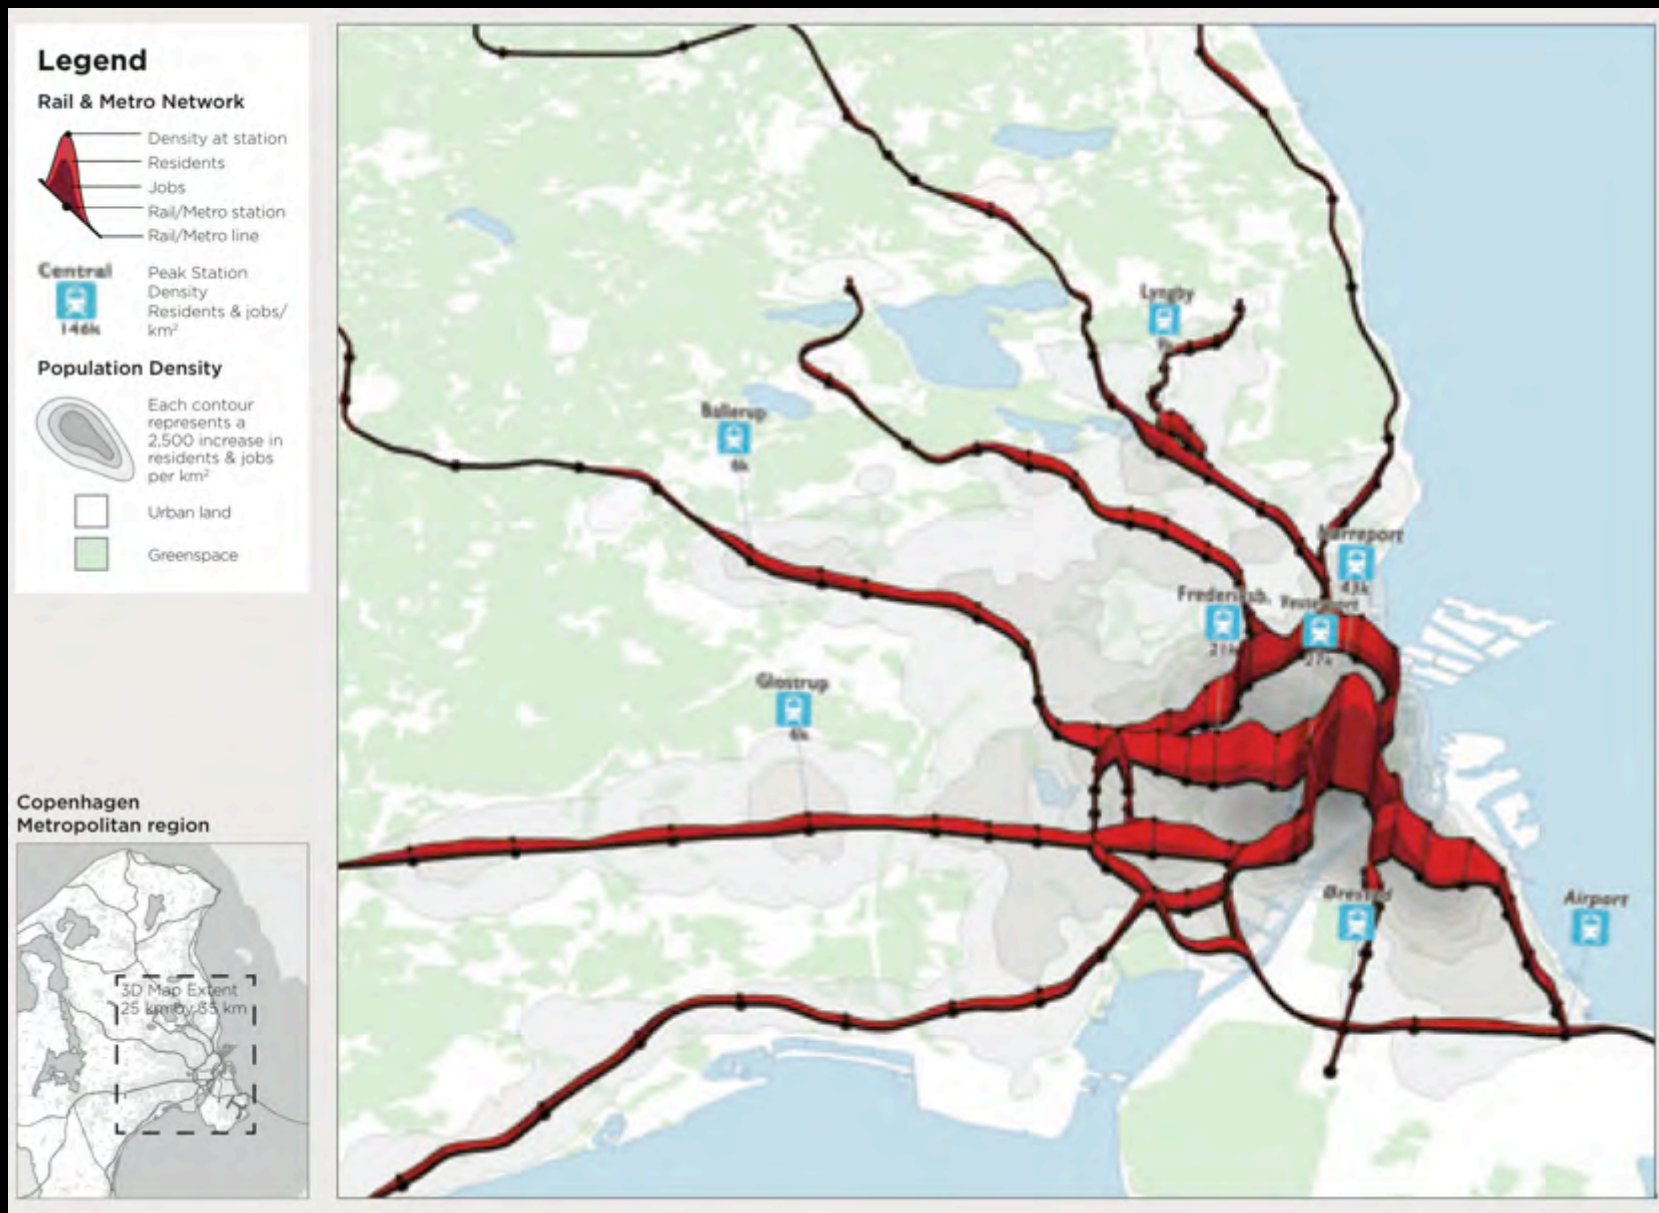 Legend
Rail & Metro Network
Density at station
Residents
Jobs
Rail/Metro station
Rail/Metro line
Central
146k
Peak Station
Density
Residents & jobs/
km²
Population Density
Each contour
represents a
2,500 increase in
residents & jobs
per km²
Urban land
Greenspace
Copenhagen
Metropolitan region
3D Map Extent
25 km by 35 km
Lyngby
Ballerup
6k
Nørreport
43k
Frederiksb.
21k
Vesterport
27k
Glostrup
6k
Ørestad
Airport